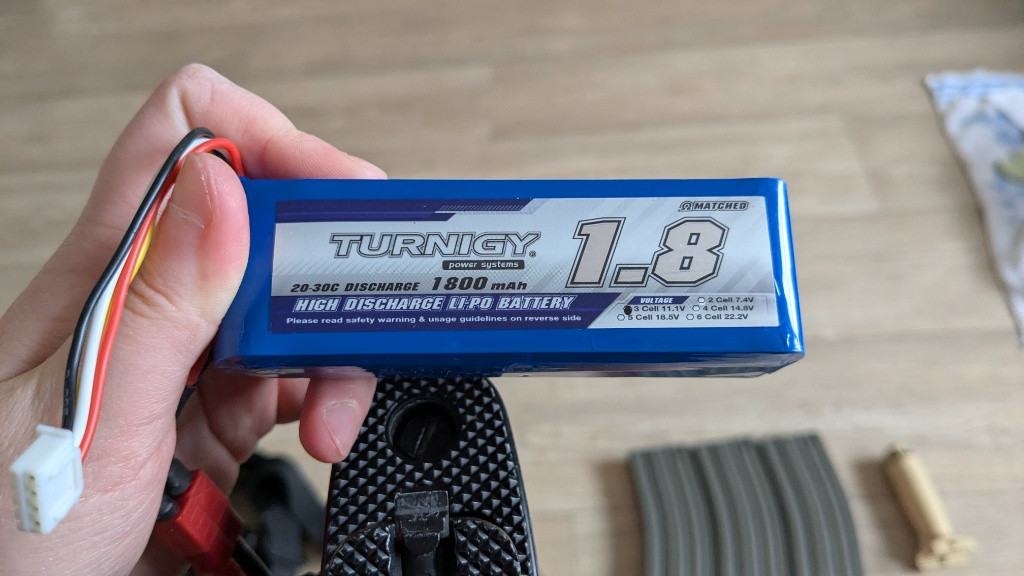 MATCHED
TURNIGY®
power systems
1.8
20-30C DISCHARGE 1800 mAh
HIGH DISCHARGE LI-PO BATTERY
Please read safety warning & usage guidelines on reverse side
VOLTAGE
2 Cell 7.4V
3 Cell 11.1V
4 Cell 14.8V
5 Cell 18.5V
6 Cell 22.2V